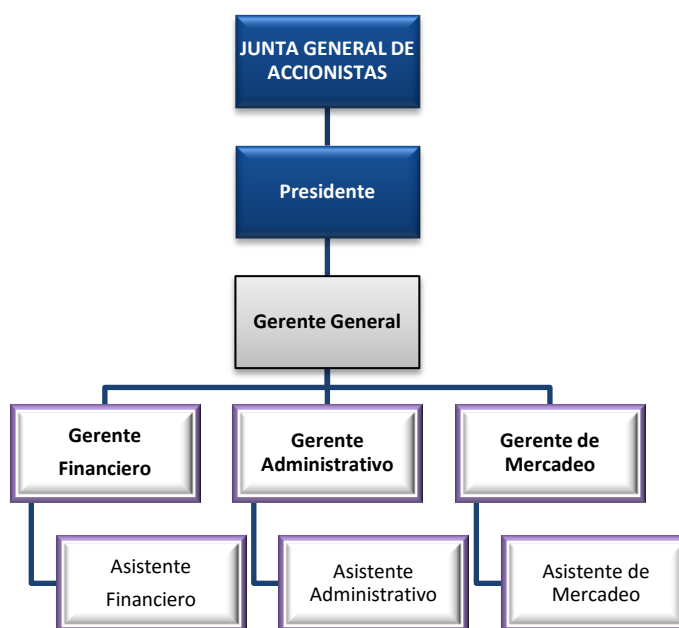 JUNTA GENERAL DE
ACCIONISTAS
Presidente
Gerente General
Gerente
Financiero
Gerente
Administrativo
Gerente de
Mercadeo
Asistente
Financiero
Asistente
Administrativo
Asistente de
Mercadeo